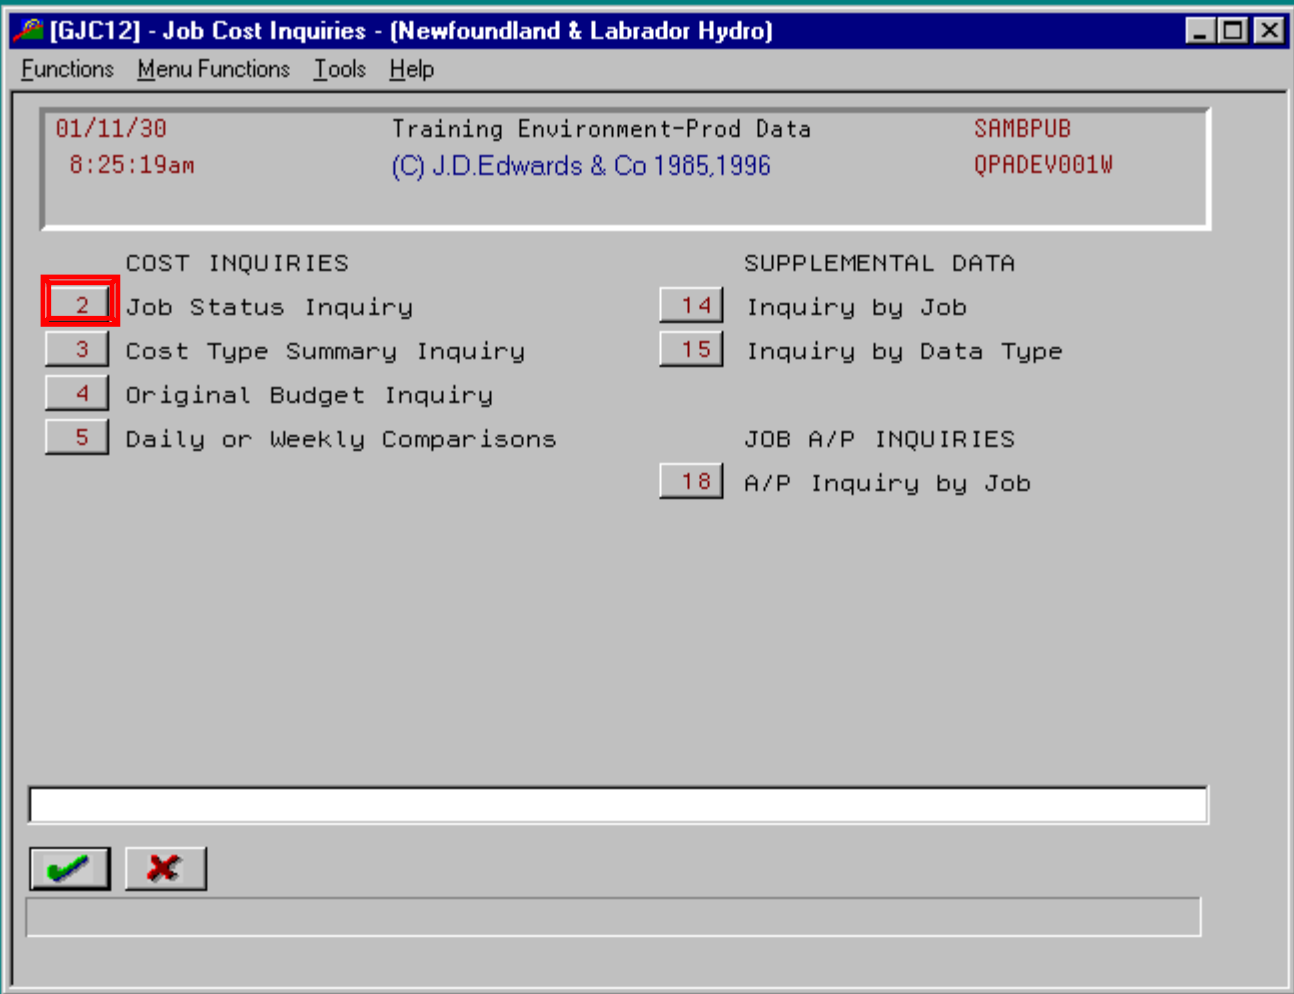 [GJC12] - Job Cost Inquiries - (Newfoundland & Labrador Hydro)
Functions Menu Functions Tools Help
01/11/30 Training Environment-Prod Data SAMBPUB
8:25:19am (C) J.D.Edwards & Co 1985,1996 QPADEV001W
COST INQUIRIES SUPPLEMENTAL DATA
2 Job Status Inquiry 14 Inquiry by Job
3 Cost Type Summary Inquiry 15 Inquiry by Data Type
4 Original Budget Inquiry
5 Daily or Weekly Comparisons JOB A/P INQUIRIES
18 A/P Inquiry by Job